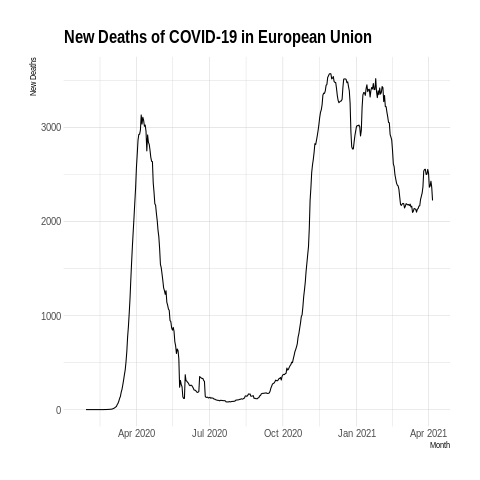 New Deaths of COVID-19 in European Union
New Deaths
3000
2000
1000
0
Apr 2020
Jul 2020
Oct 2020
Jan 2021
Apr 2021
Month